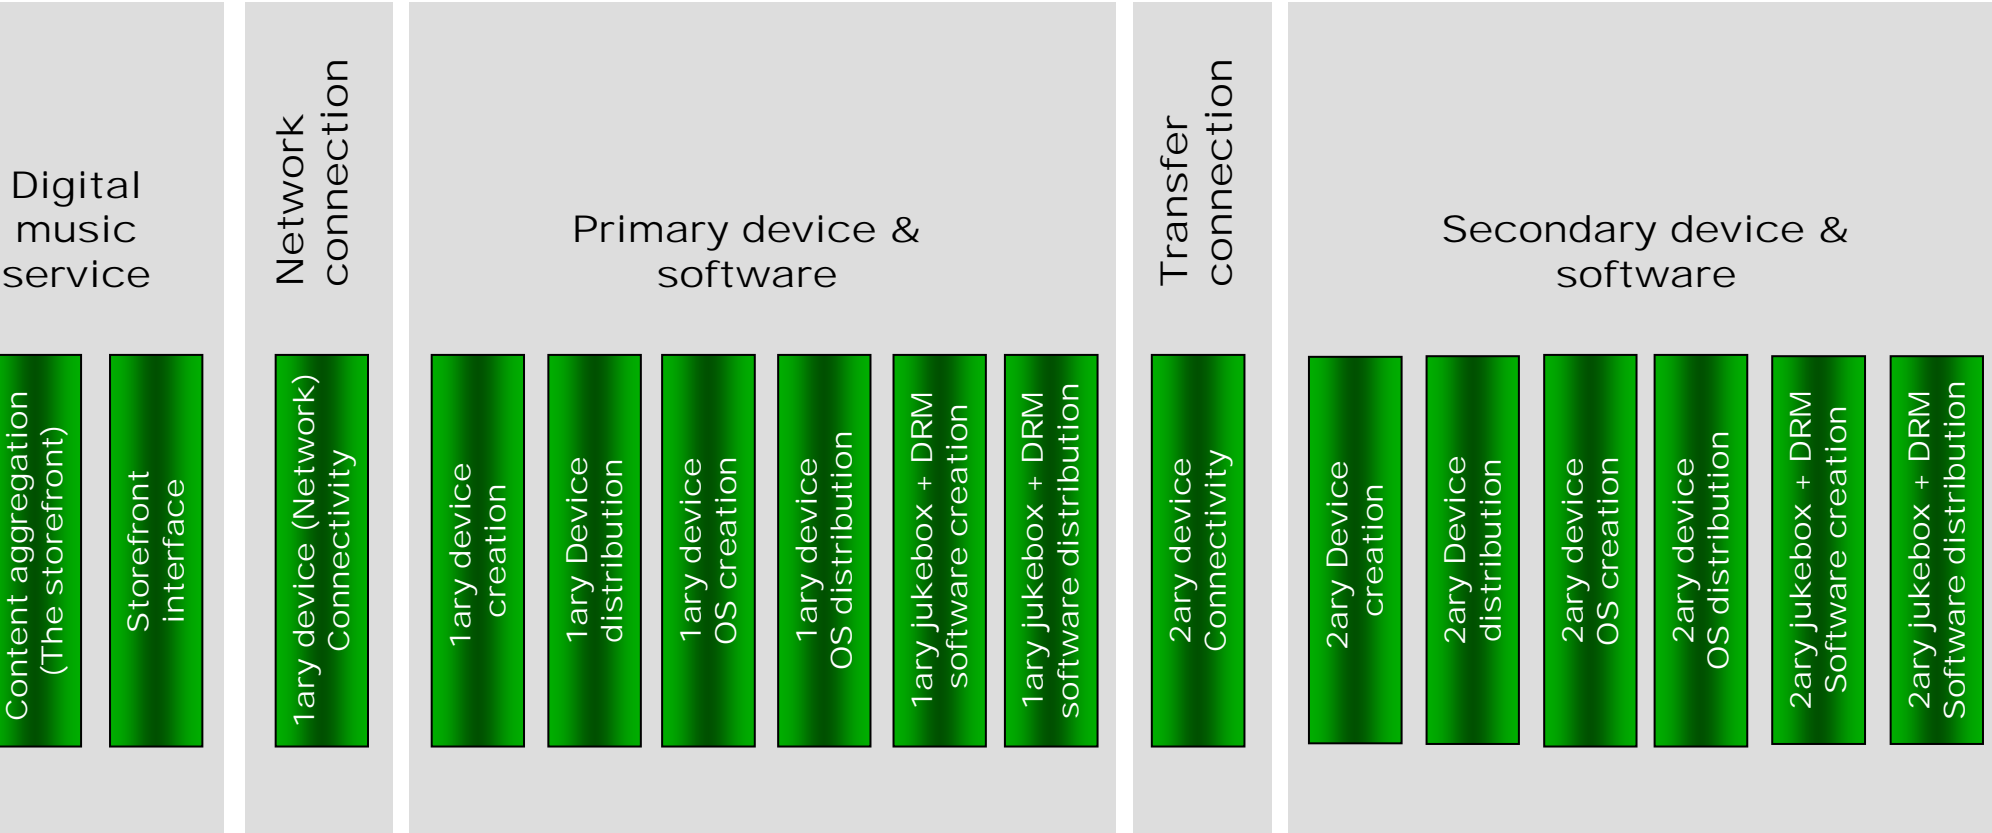 Digital
music
service
Content aggregation
(The storefront)
Storefront
interface
Network
connection
1ary device (Network)
Connectivity
Primary device &
software
1ary device
creation
1ary Device
distribution
1ary device
OS creation
1ary device
OS distribution
1ary jukebox + DRM
software creation
1ary jukebox + DRM
software distribution
Transfer
connection
2ary device
Connectivity
Secondary device &
software
2ary Device
creation
2ary Device
distribution
2ary device
OS creation
2ary device
OS distribution
2ary jukebox + DRM
Software creation
2ary jukebox + DRM
Software distribution